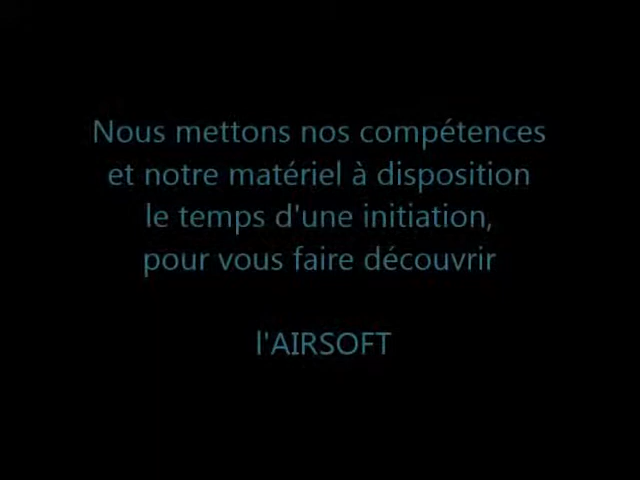 Nous mettons nos compétences
et notre matériel à disposition
le temps d'une initiation,
pour vous faire découvrir
l'AIRSOFT